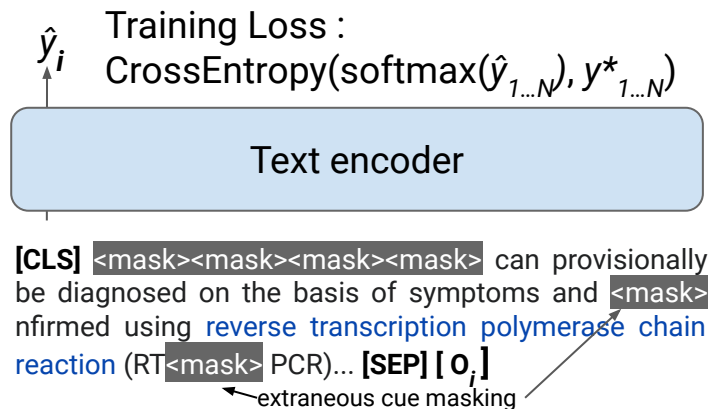 ŷᵢ
Training Loss :
CrossEntropy(softmax(ŷ₁...N), y*₁...N)
Text encoder
[CLS] <mask><mask><mask><mask> can provisionally
be diagnosed on the basis of symptoms and <mask>
nfirmed using reverse transcription polymerase chain
reaction (RT<mask> PCR)... [SEP] [ Oᵢ ]
extraneous cue masking